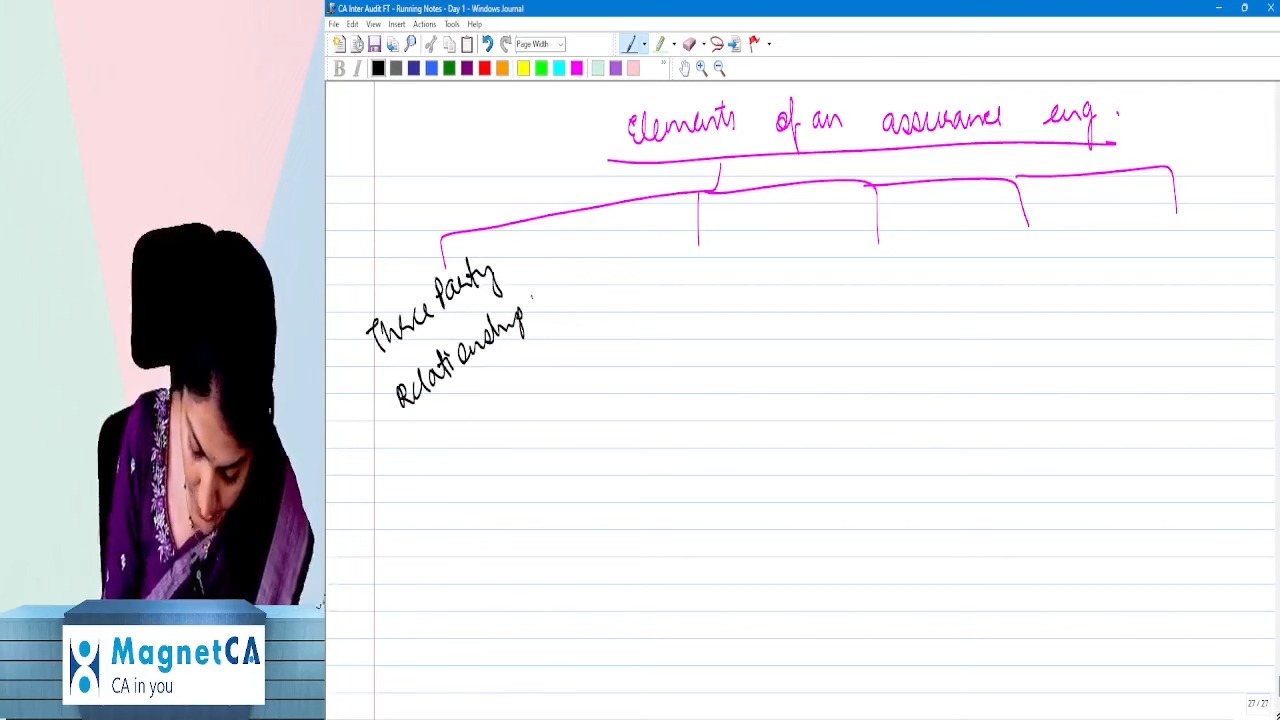 CA Inter Audit FT - Running Notes - Day 1 - Windows Journal
File Edit View Insert Actions Tools Help
Page Width
B I
Elements of an assurance eng.
Three Party
Relationship
MagnetCA
CA in you
27 / 27